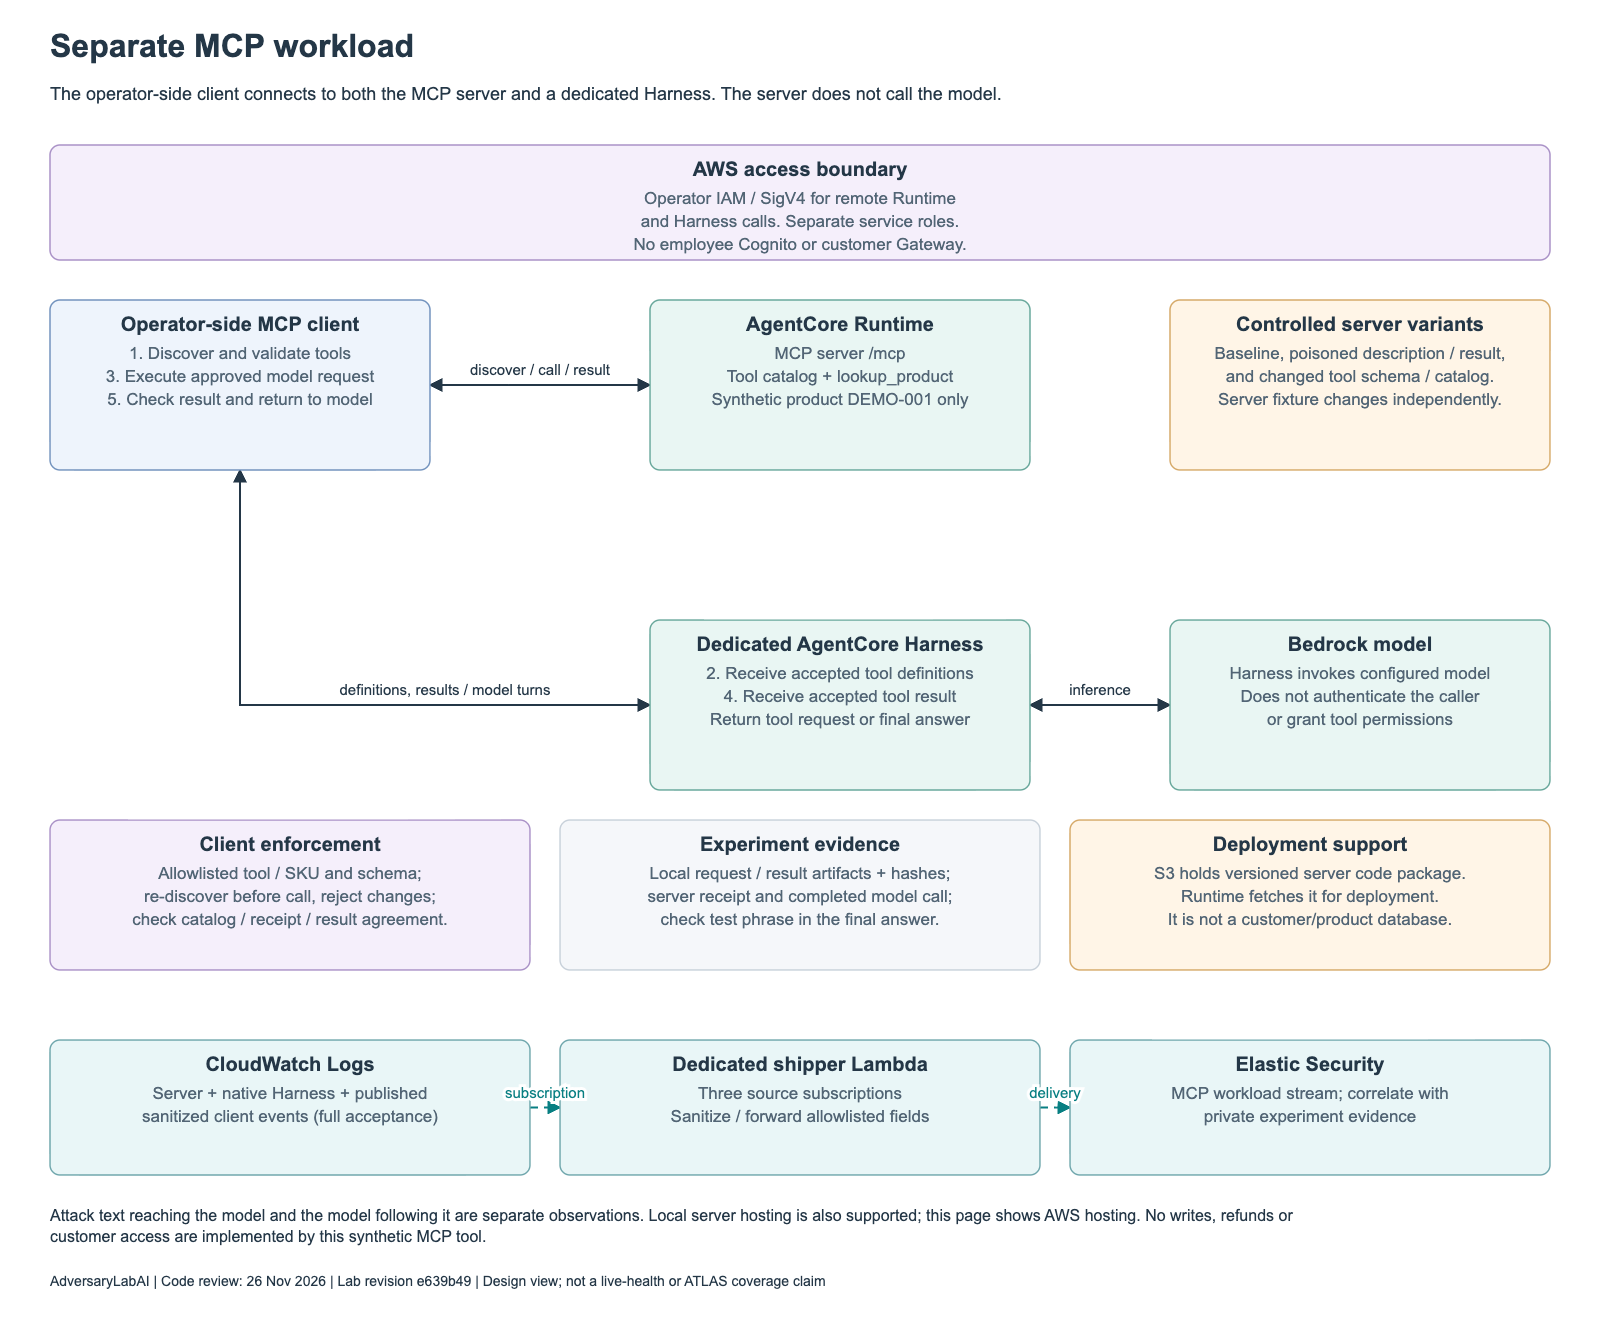 Separate MCP workload
The operator-side client connects to both the MCP server and a dedicated Harness. The server does not call the model.
AWS access boundary
Operator IAM / SigV4 for remote Runtime
and Harness calls. Separate service roles.
No employee Cognito or customer Gateway.
Operator-side MCP client
1. Discover and validate tools
3. Execute approved model request
5. Check result and return to model
discover / call / result
AgentCore Runtime
MCP server /mcp
Tool catalog + lookup_product
Synthetic product DEMO-001 only
Controlled server variants
Baseline, poisoned description / result,
and changed tool schema / catalog.
Server fixture changes independently.
definitions, results / model turns
Dedicated AgentCore Harness
2. Receive accepted tool definitions
4. Receive accepted tool result
Return tool request or final answer
inference
Bedrock model
Harness invokes configured model
Does not authenticate the caller
or grant tool permissions
Client enforcement
Allowlisted tool / SKU and schema;
re-discover before call, reject changes;
check catalog / receipt / result agreement.
Experiment evidence
Local request / result artifacts + hashes;
server receipt and completed model call;
check test phrase in the final answer.
Deployment support
S3 holds versioned server code package.
Runtime fetches it for deployment.
It is not a customer/product database.
CloudWatch Logs
Server + native Harness + published
sanitized client events (full acceptance)
subscription
Dedicated shipper Lambda
Three source subscriptions
Sanitize / forward allowlisted fields
delivery
Elastic Security
MCP workload stream; correlate with
private experiment evidence
Attack text reaching the model and the model following it are separate observations. Local server hosting is also supported; this page shows AWS hosting. No writes, refunds or
customer access are implemented by this synthetic MCP tool.
AdversaryLabAI | Code review: 26 Nov 2026 | Lab revision e639b49 | Design view; not a live-health or ATLAS coverage claim